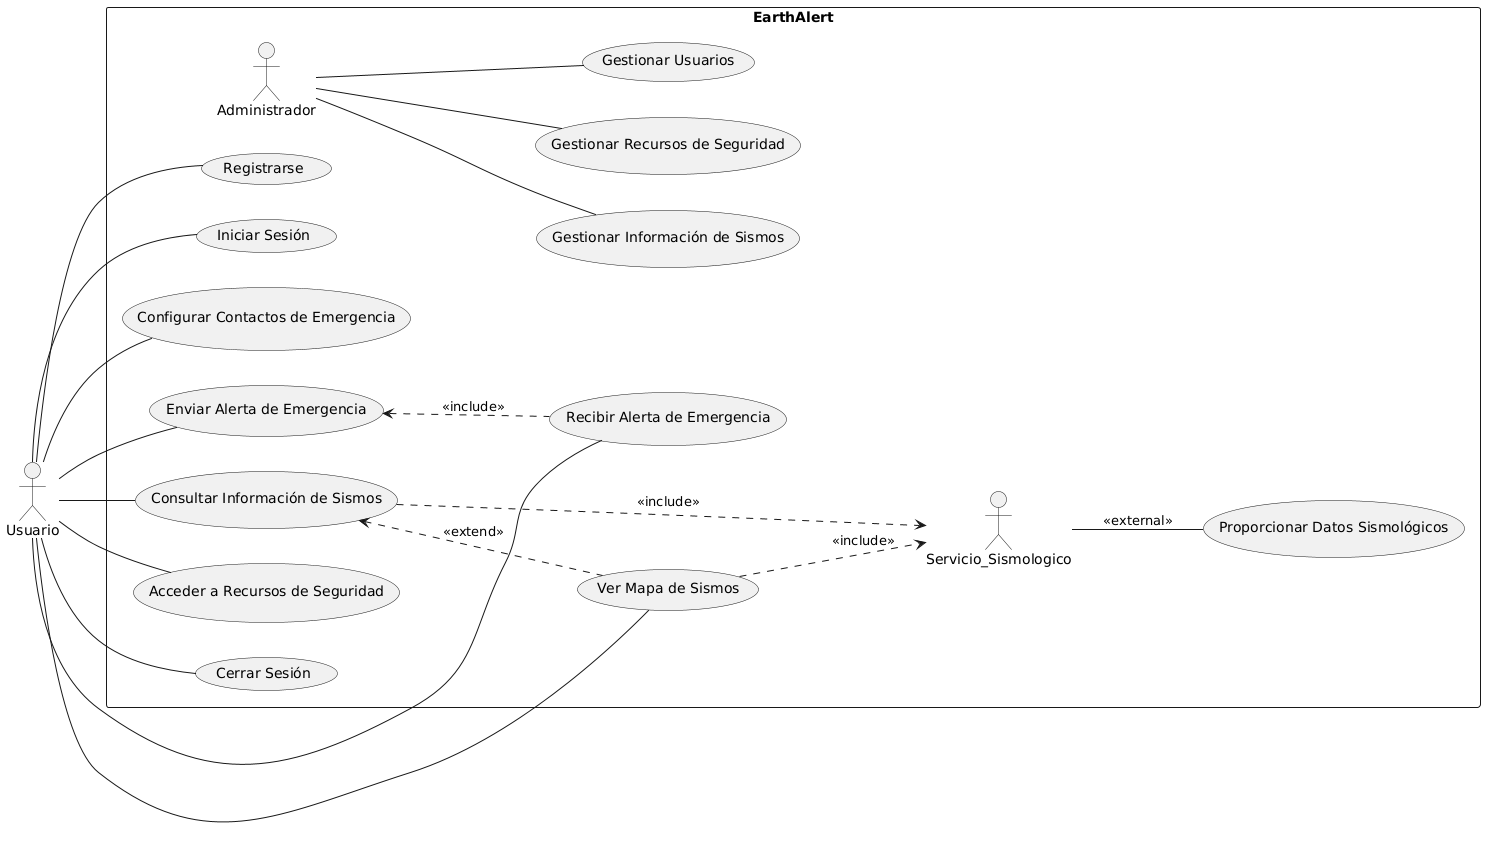 EarthAlert
Administrador
Gestionar Usuarios
Gestionar Recursos de Seguridad
Gestionar Información de Sismos
Registrarse
Iniciar Sesión
Configurar Contactos de Emergencia
Enviar Alerta de Emergencia
«include»
Recibir Alerta de Emergencia
Usuario
Consultar Información de Sismos
«include»
«extend»
«include»
Servicio_Sismologico
«external»
Proporcionar Datos Sismológicos
Acceder a Recursos de Seguridad
Ver Mapa de Sismos
Cerrar Sesión